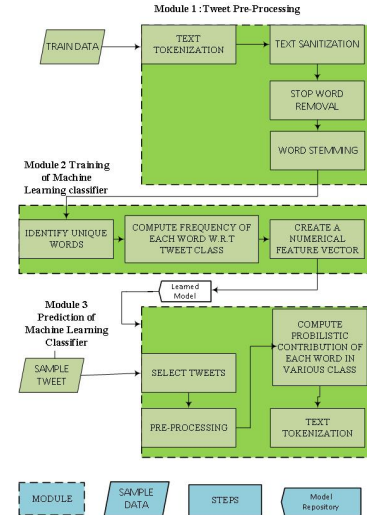 Module 1 : Tweet Pre-Processing
TRAIN DATA
TEXT
TOKENIZATION
TEXT SANITIZATION
STOP WORD
REMOVAL
WORD STEMMING
Module 2 Training
of Machine
Learning classifier
IDENTIFY UNIQUE
WORDS
COMPUTE FREQUENCY OF
EACH WORD W.R.T
TWEET CLASS
CREATE A
NUMERICAL
FEATURE VECTOR
Learned
Model
Module 3
Prediction of
Machine Learning
Classifier
SAMPLE
TWEET
SELECT TWEETS
PRE-PROCESSING
COMPUTE
PROBILISTIC
CONTRIBUTION OF
EACH WORD IN
VARIOUS CLASS
TEXT
TOKENIZATION
MODULE
SAMPLE
DATA
STEPS
Model
Repository